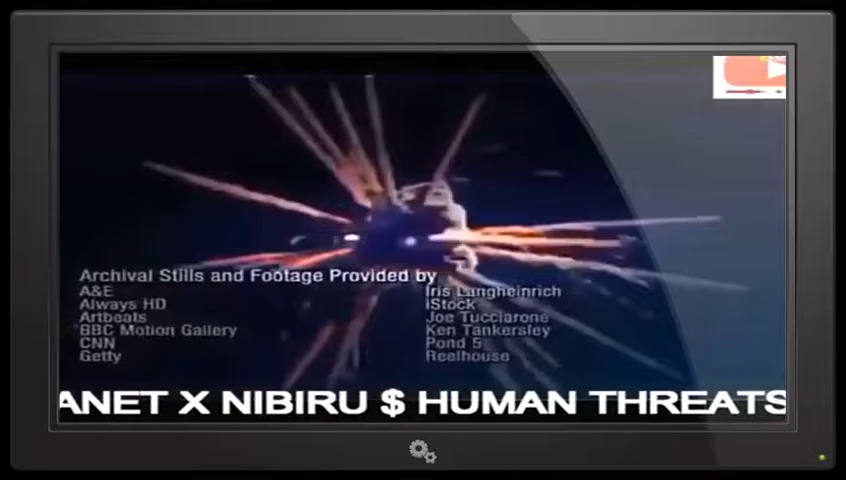 Archival Stills and Footage Provided by
A&E
Always HD
Artbeats
BBC Motion Gallery
CNN
Getty
Iris Langheinrich
iStock
Joe Tucciarone
Ken Tankersley
Pond 5
Reelhouse
ANET X NIBIRU $ HUMAN THREATS